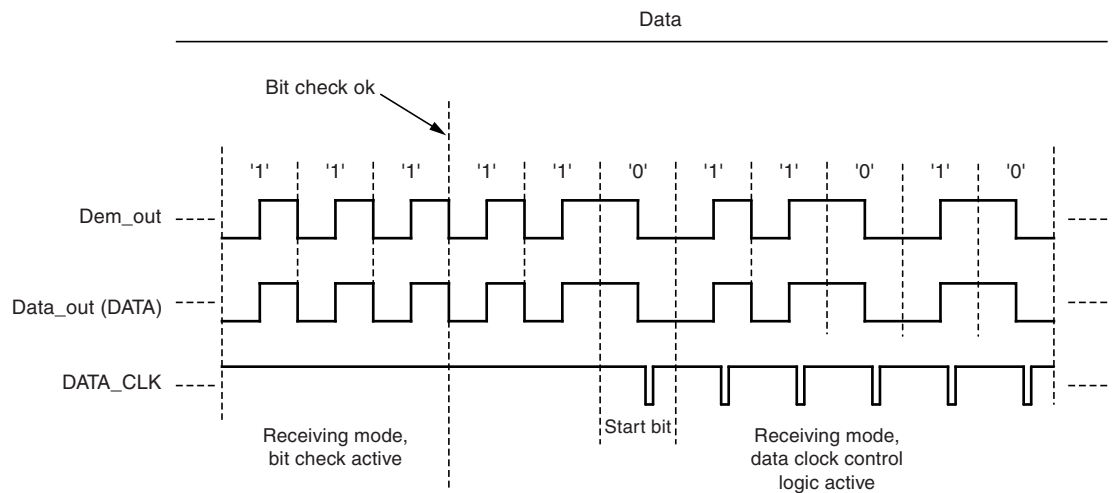 Data
Bit check ok
'1' '1' '1' '1' '1' '0' '1' '1' '0' '1' '0'
Dem_out
Data_out (DATA)
DATA_CLK
Start bit
Receiving mode,
bit check active
Receiving mode,
data clock control
logic active